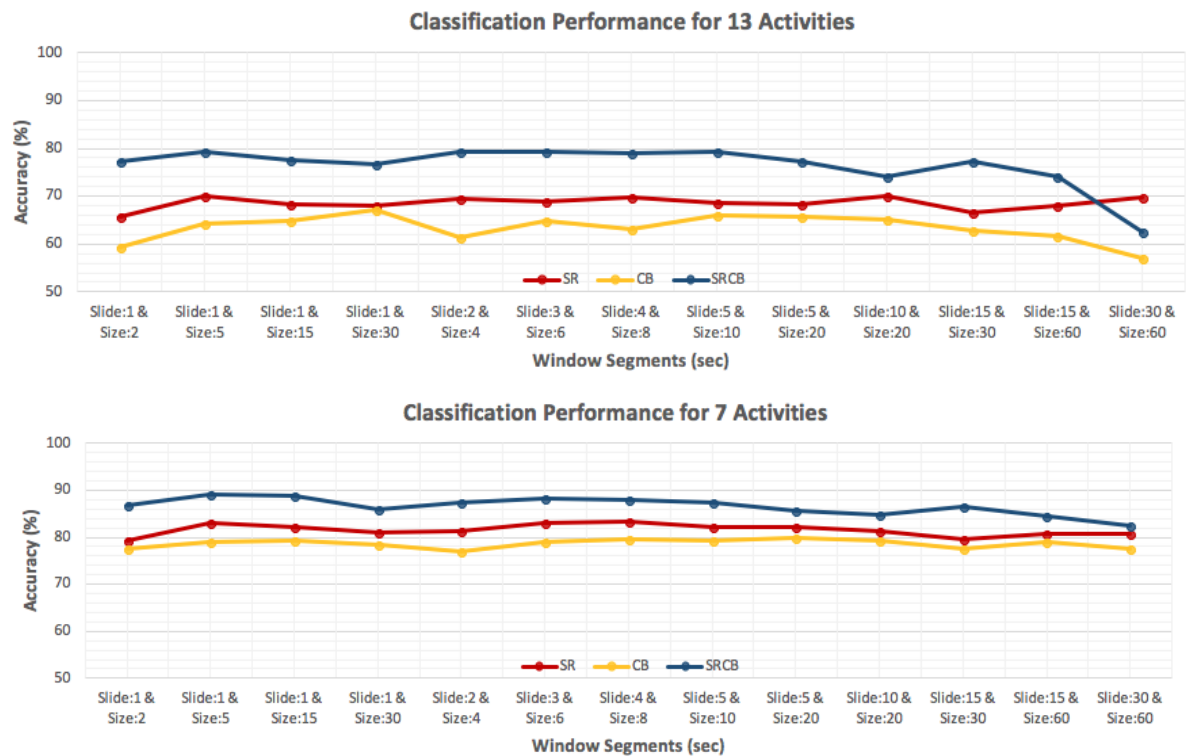 Classification Performance for 13 Activities
100
90
80
70
60
50
Accuracy (%)
SR CB SRCB
Slide:1 & Slide:1 & Slide:1 & Slide:1 & Slide:2 & Slide:3 & Slide:4 & Slide:5 & Slide:5 & Slide:10 & Slide:15 & Slide:15 & Slide:30 &
Size:2 Size:5 Size:15 Size:30 Size:4 Size:6 Size:8 Size:10 Size:20 Size:20 Size:30 Size:60 Size:60
Window Segments (sec)
Classification Performance for 7 Activities
100
90
80
70
60
50
Accuracy (%)
SR CB SRCB
Slide:1 & Slide:1 & Slide:1 & Slide:1 & Slide:2 & Slide:3 & Slide:4 & Slide:5 & Slide:5 & Slide:10 & Slide:15 & Slide:15 & Slide:30 &
Size:2 Size:5 Size:15 Size:30 Size:4 Size:6 Size:8 Size:10 Size:20 Size:20 Size:30 Size:60 Size:60
Window Segments (sec)